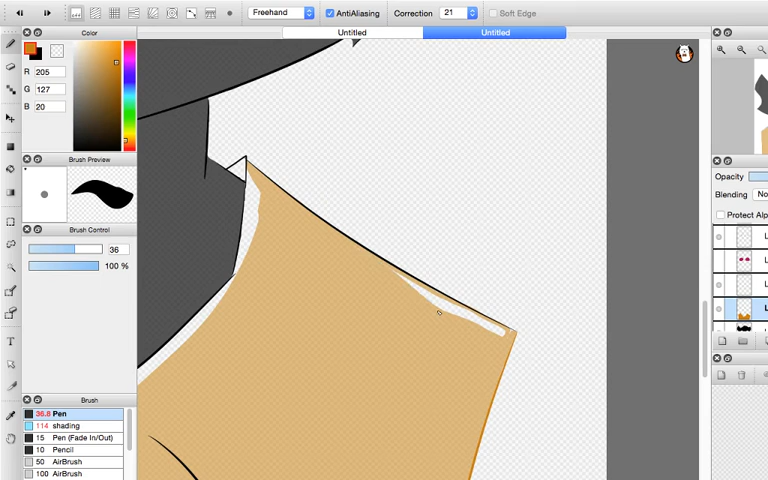 Freehand
AntiAliasing
Correction
21
Soft Edge
Color
Untitled
Untitled
R 205
G 127
B 20
Brush Preview
Brush Control
36
100 %
Brush
36.8 Pen
114 shading
15 Pen (Fade In/Out)
10 Pencil
50 AirBrush
100 AirBrush
T
Opacity
Blending No
Protect Alp
L
L
L
L